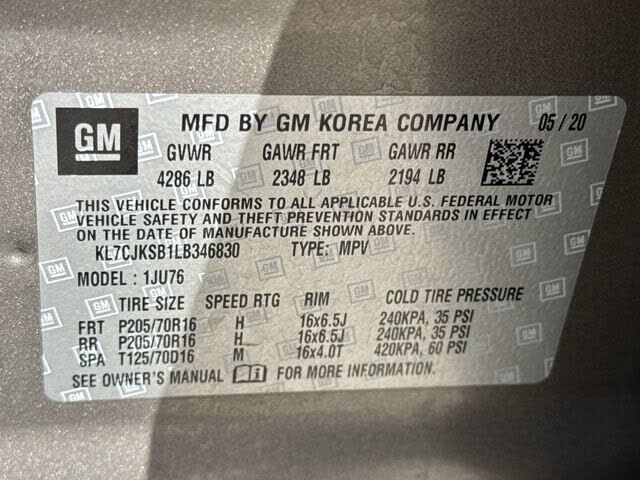 GM MFD BY GM KOREA COMPANY 05/20
GVWR GAWR FRT GAWR RR
4286 LB 2348 LB 2194 LB
THIS VEHICLE CONFORMS TO ALL APPLICABLE U.S. FEDERAL MOTOR
VEHICLE SAFETY AND THEFT PREVENTION STANDARDS IN EFFECT
ON THE DATE OF MANUFACTURE SHOWN ABOVE.
KL7CJKSB1LB346830 TYPE: MPV
MODEL : 1JU76
TIRE SIZE SPEED RTG RIM COLD TIRE PRESSURE
FRT P205/70R16 H 16x6.5J 240KPA, 35 PSI
RR P205/70R16 H 16x6.5J 240KPA, 35 PSI
SPA T125/70D16 M 16x4.0T 420KPA, 60 PSI
SEE OWNER'S MANUAL FOR MORE INFORMATION.